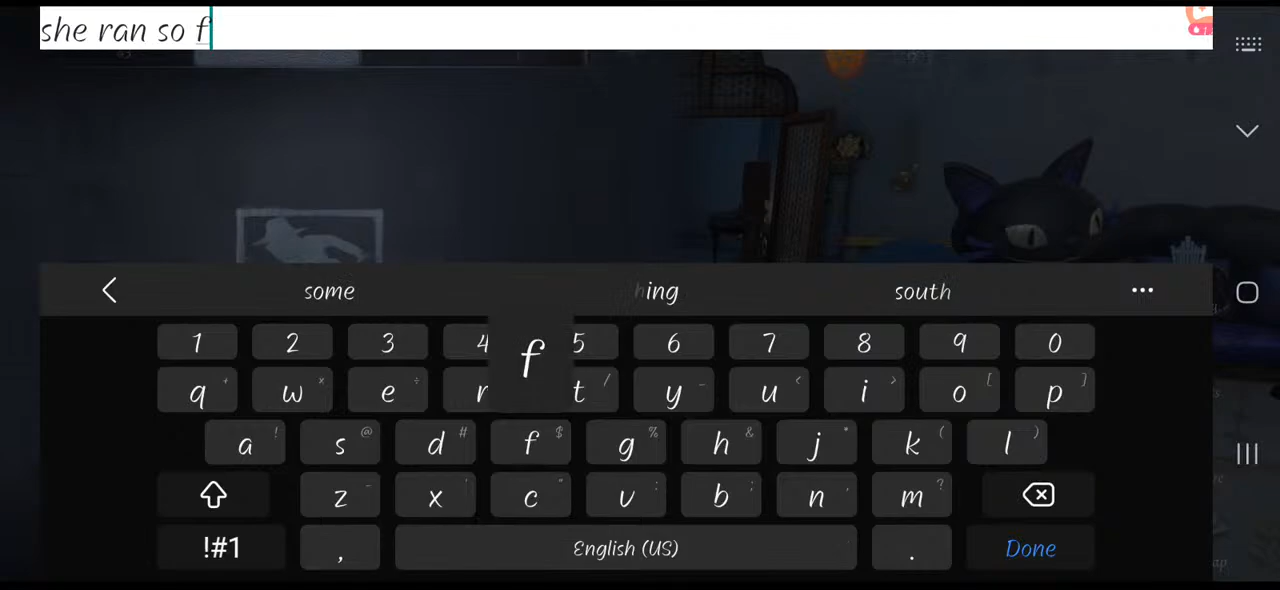 she ran so f
some hing south •••
1 2 3 4 5 6 7 8 9 0
f
q + w x e ÷ r t / y _ u < i > o [ p ]
a ! s @ d # f $ g % h & j * k ( l )
z - x ' c " v : b ; n , m ?
!#1 , English (US) . Done